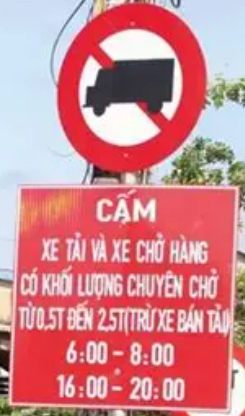 CẤM
XE TẢI VÀ XE CHỞ HÀNG
CÓ KHỐI LƯỢNG CHUYÊN CHỞ
TỪ 0,5T ĐẾN 2,5T(TRỪ XE BÁN TẢI)
6:00 - 8:00
16:00 - 20:00